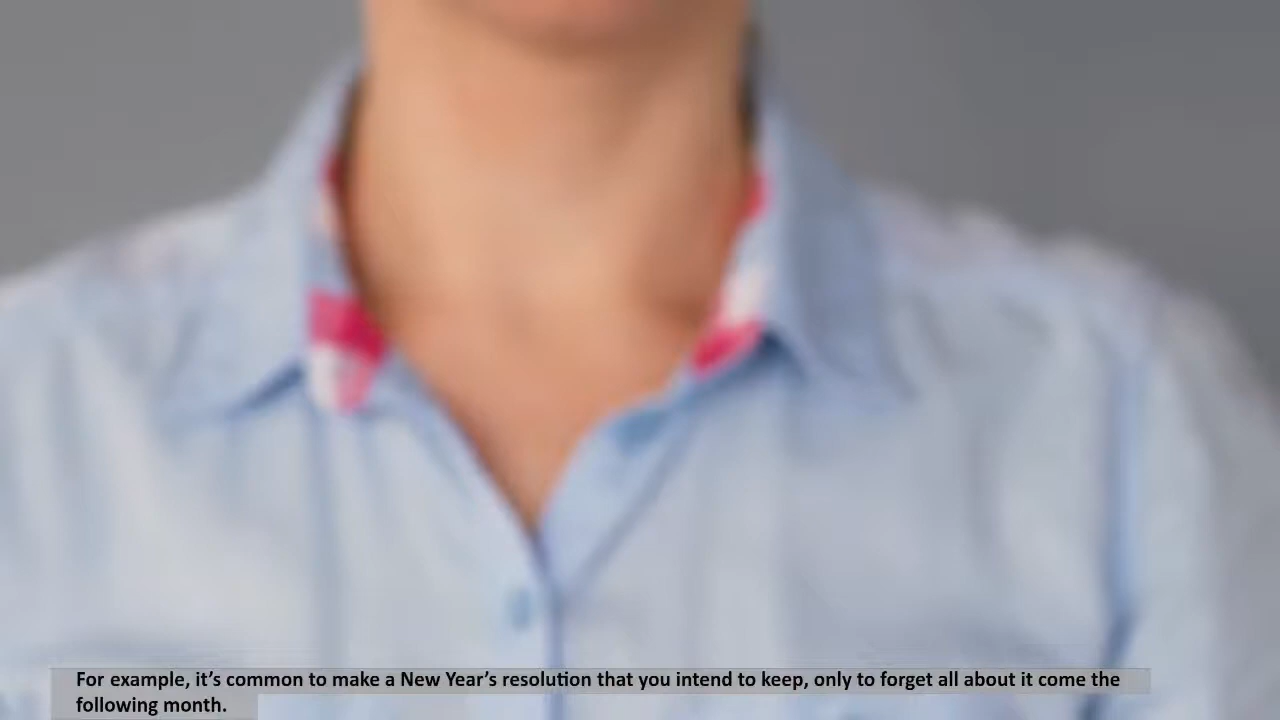 For example, it’s common to make a New Year’s resolution that you intend to keep, only to forget all about it come the
following month.